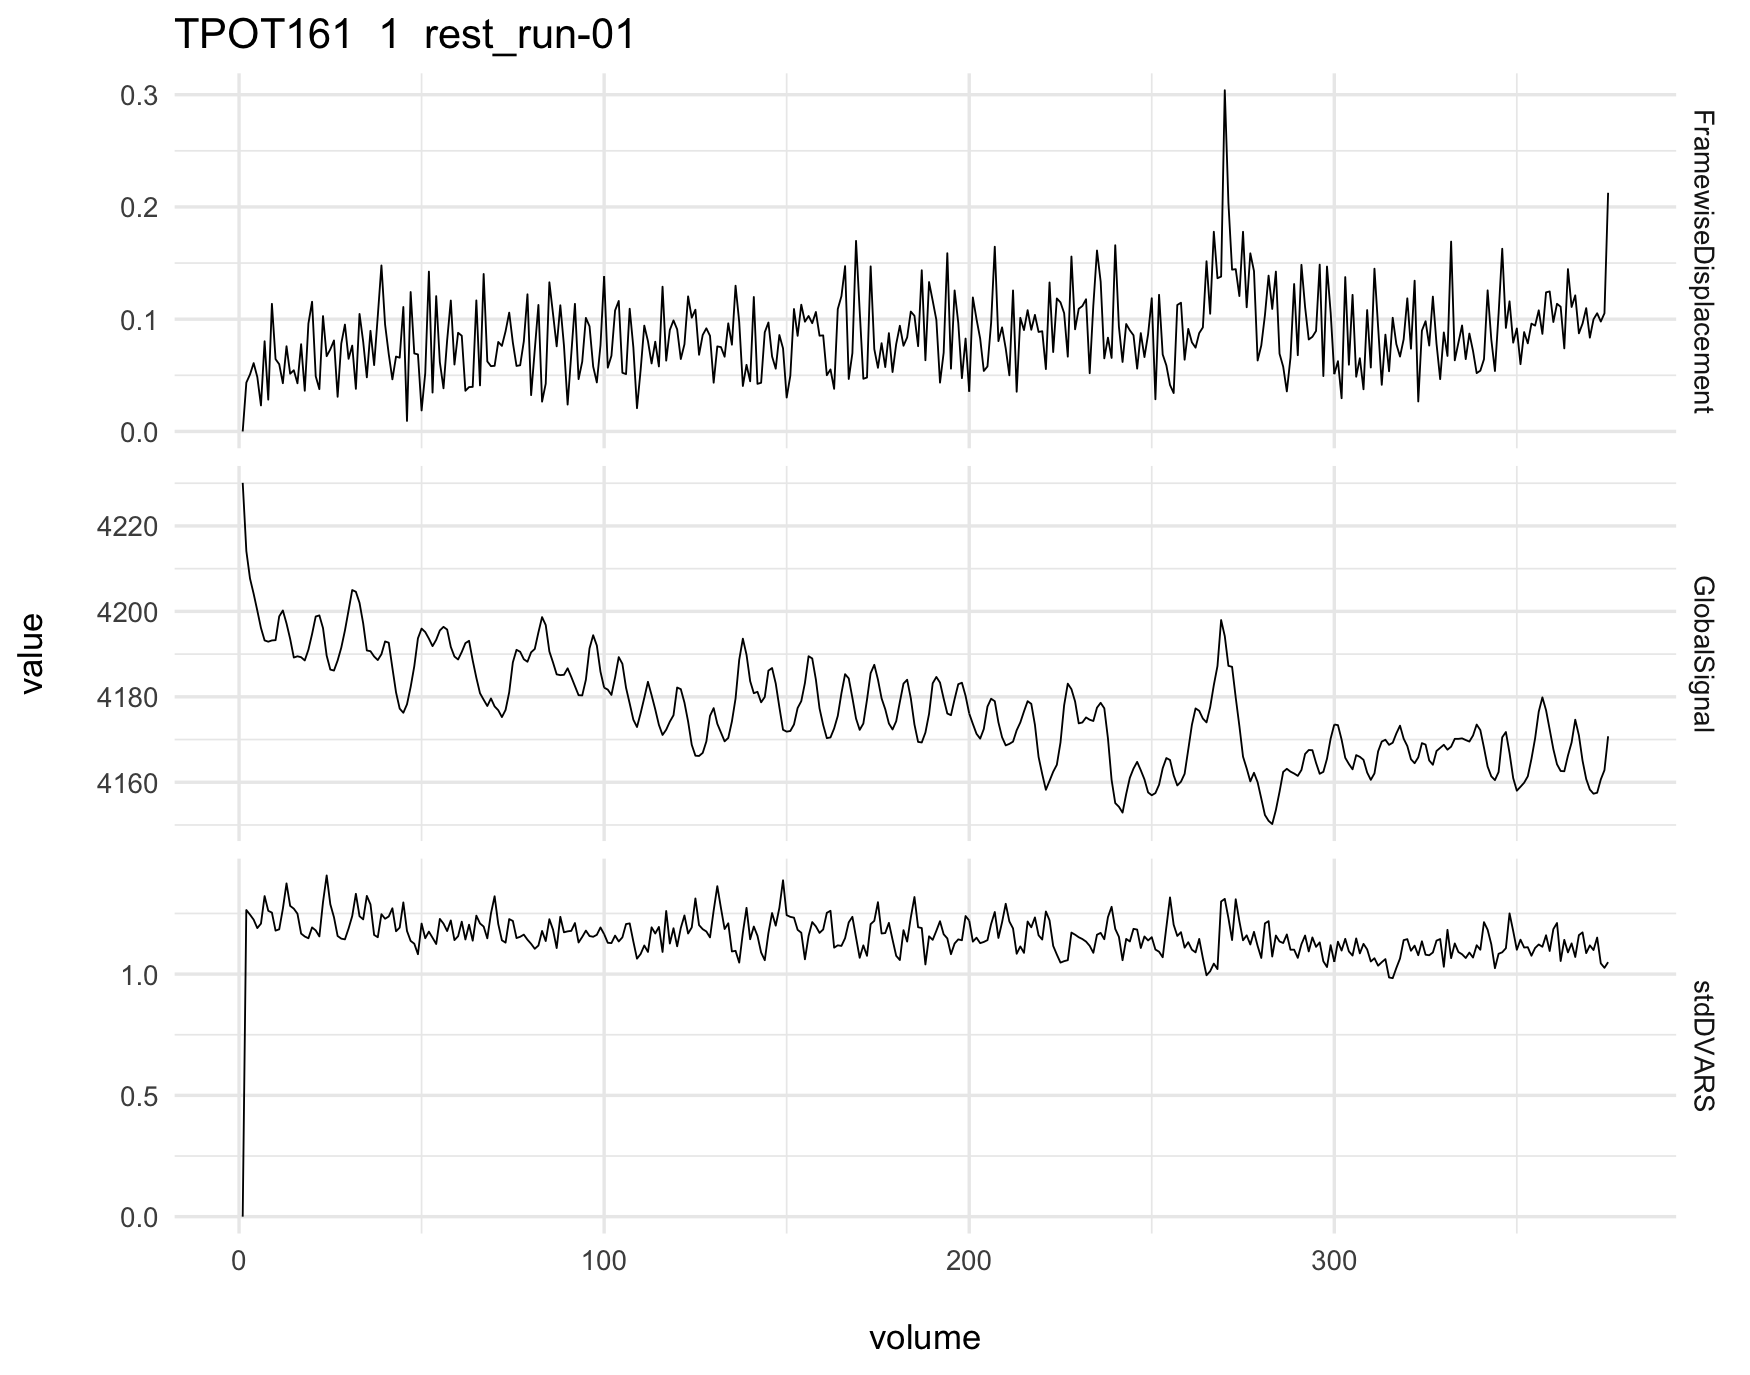 TPOT161 1 rest_run-01
0.3
0.2
0.1
0.0
FramewiseDisplacement
4220
4200
4180
4160
GlobalSignal
value
1.0
0.5
0.0
stdDVARS
0 100 200 300
volume